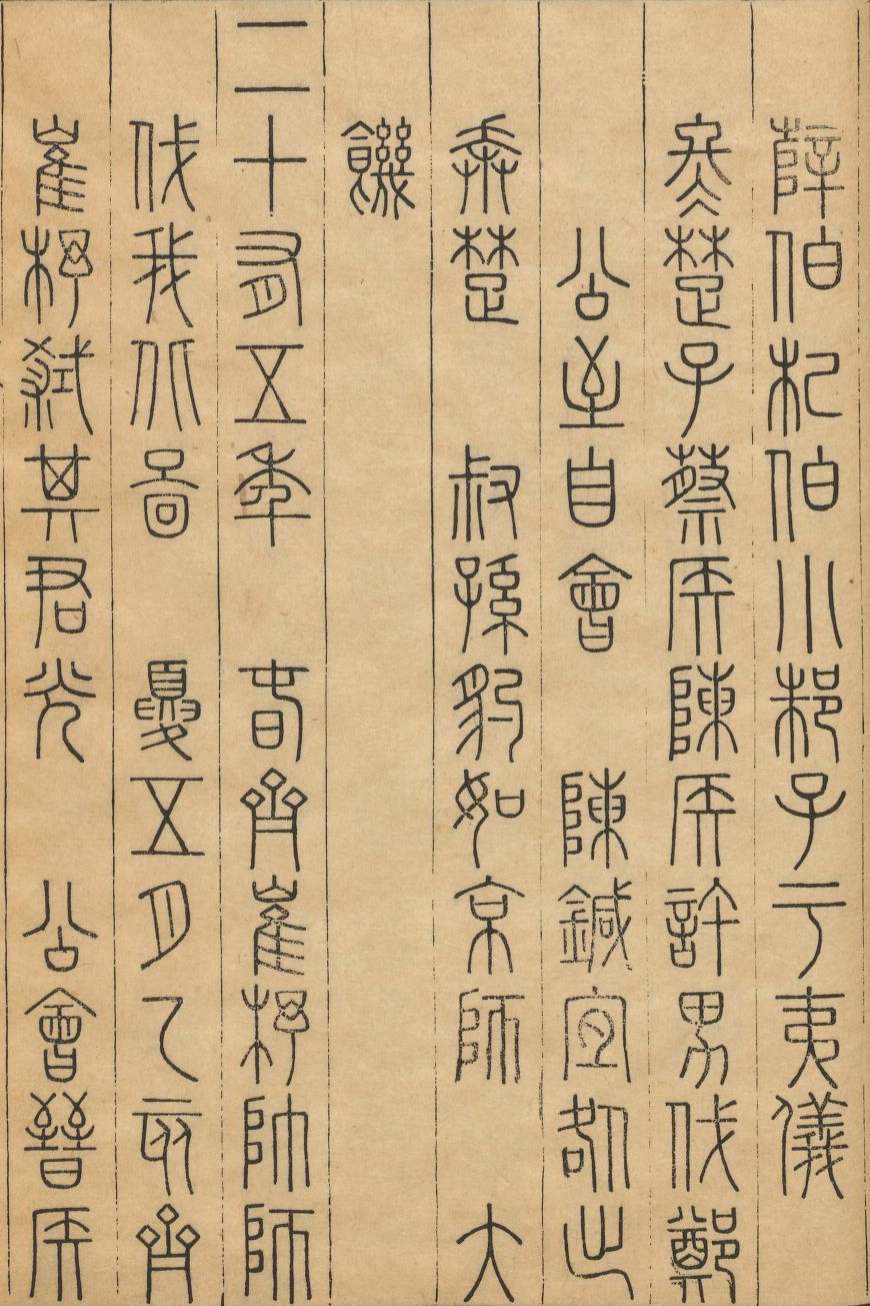 薛伯杞伯小邾子于夷儀
冬楚子蔡侯陳侯許男伐鄭
公至自會　陳鍼宜咎出
奔楚　叔孫豹如京師　大
饑
二十有五年　春齊崔杼帥師
伐我北啚　夏五月乙亥齊
崔杼弒其君光　公會晉侯